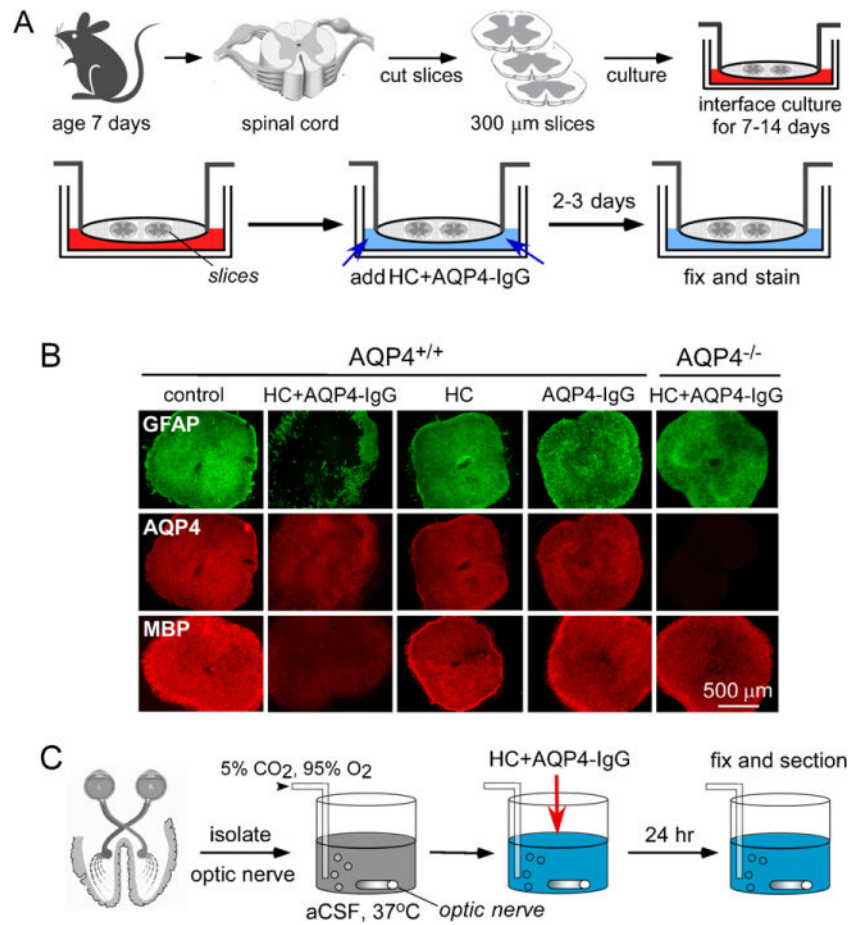 A
cut slices
culture
age 7 days
spinal cord
300 μm slices
interface culture
for 7-14 days
slices
add HC+AQP4-IgG
2-3 days
fix and stain
B
AQP4+/+
AQP4-/-
control
HC+AQP4-IgG
HC
AQP4-IgG
HC+AQP4-IgG
GFAP
AQP4
MBP
500 μm
C
5% CO2, 95% O2
HC+AQP4-IgG
fix and section
isolate
optic nerve
24 hr
aCSF, 37oC
optic nerve